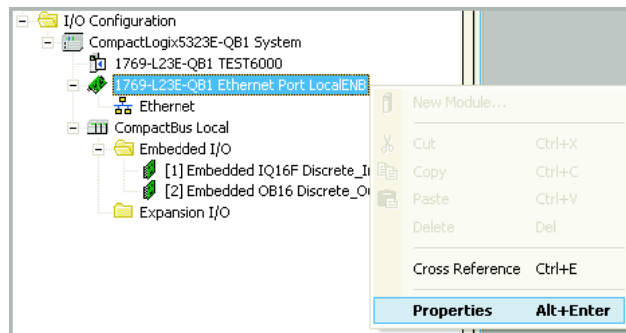 I/O Configuration
CompactLogix5323E-QB1 System
1769-L23E-QB1 TEST6000
1769-L23E-QB1 Ethernet Port LocalENB
Ethernet
CompactBus Local
Embedded I/O
[1] Embedded IQ16F Discrete_I
[2] Embedded OB16 Discrete_O
Expansion I/O
New Module...
Cut Ctrl+X
Copy Ctrl+C
Paste Ctrl+V
Delete Del
Cross Reference Ctrl+E
Properties Alt+Enter